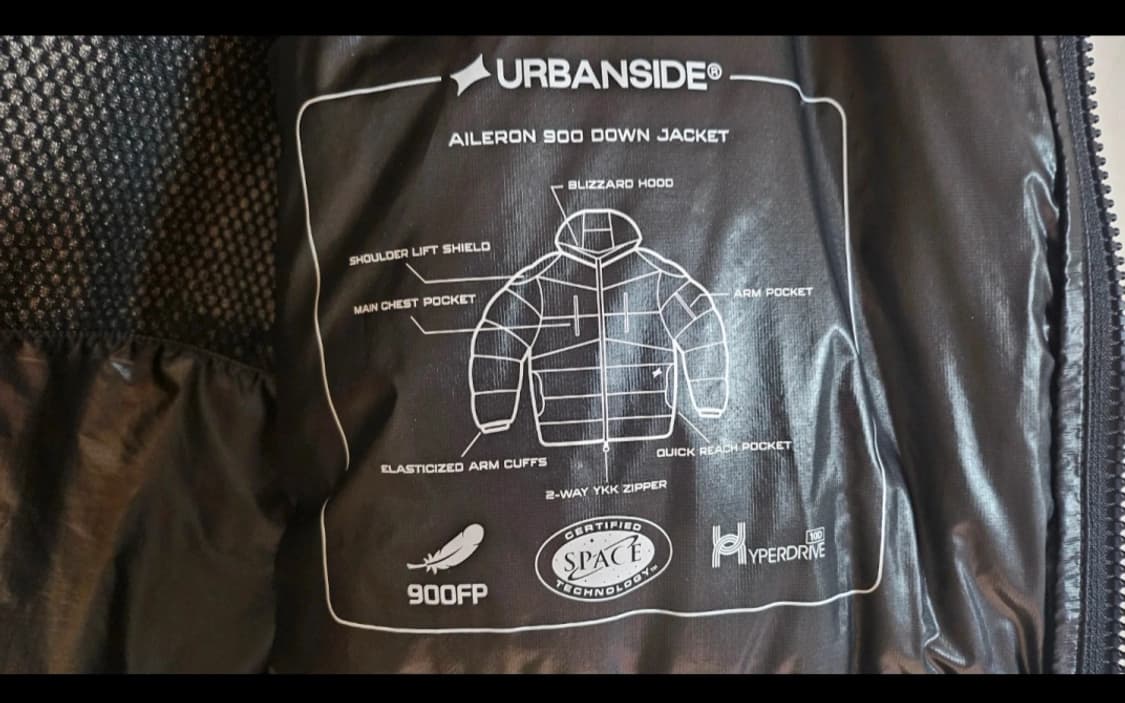 URBANSIDE®
AILERON 900 DOWN JACKET
BLIZZARD HOOD
SHOULDER LIFT SHIELD
MAIN CHEST POCKET
ARM POCKET
ELASTICIZED ARM CUFFS
QUICK REACH POCKET
2-WAY YKK ZIPPER
900FP
CERTIFIED
SPACE
TECHNOLOGY™
HYPERDRIVE 100